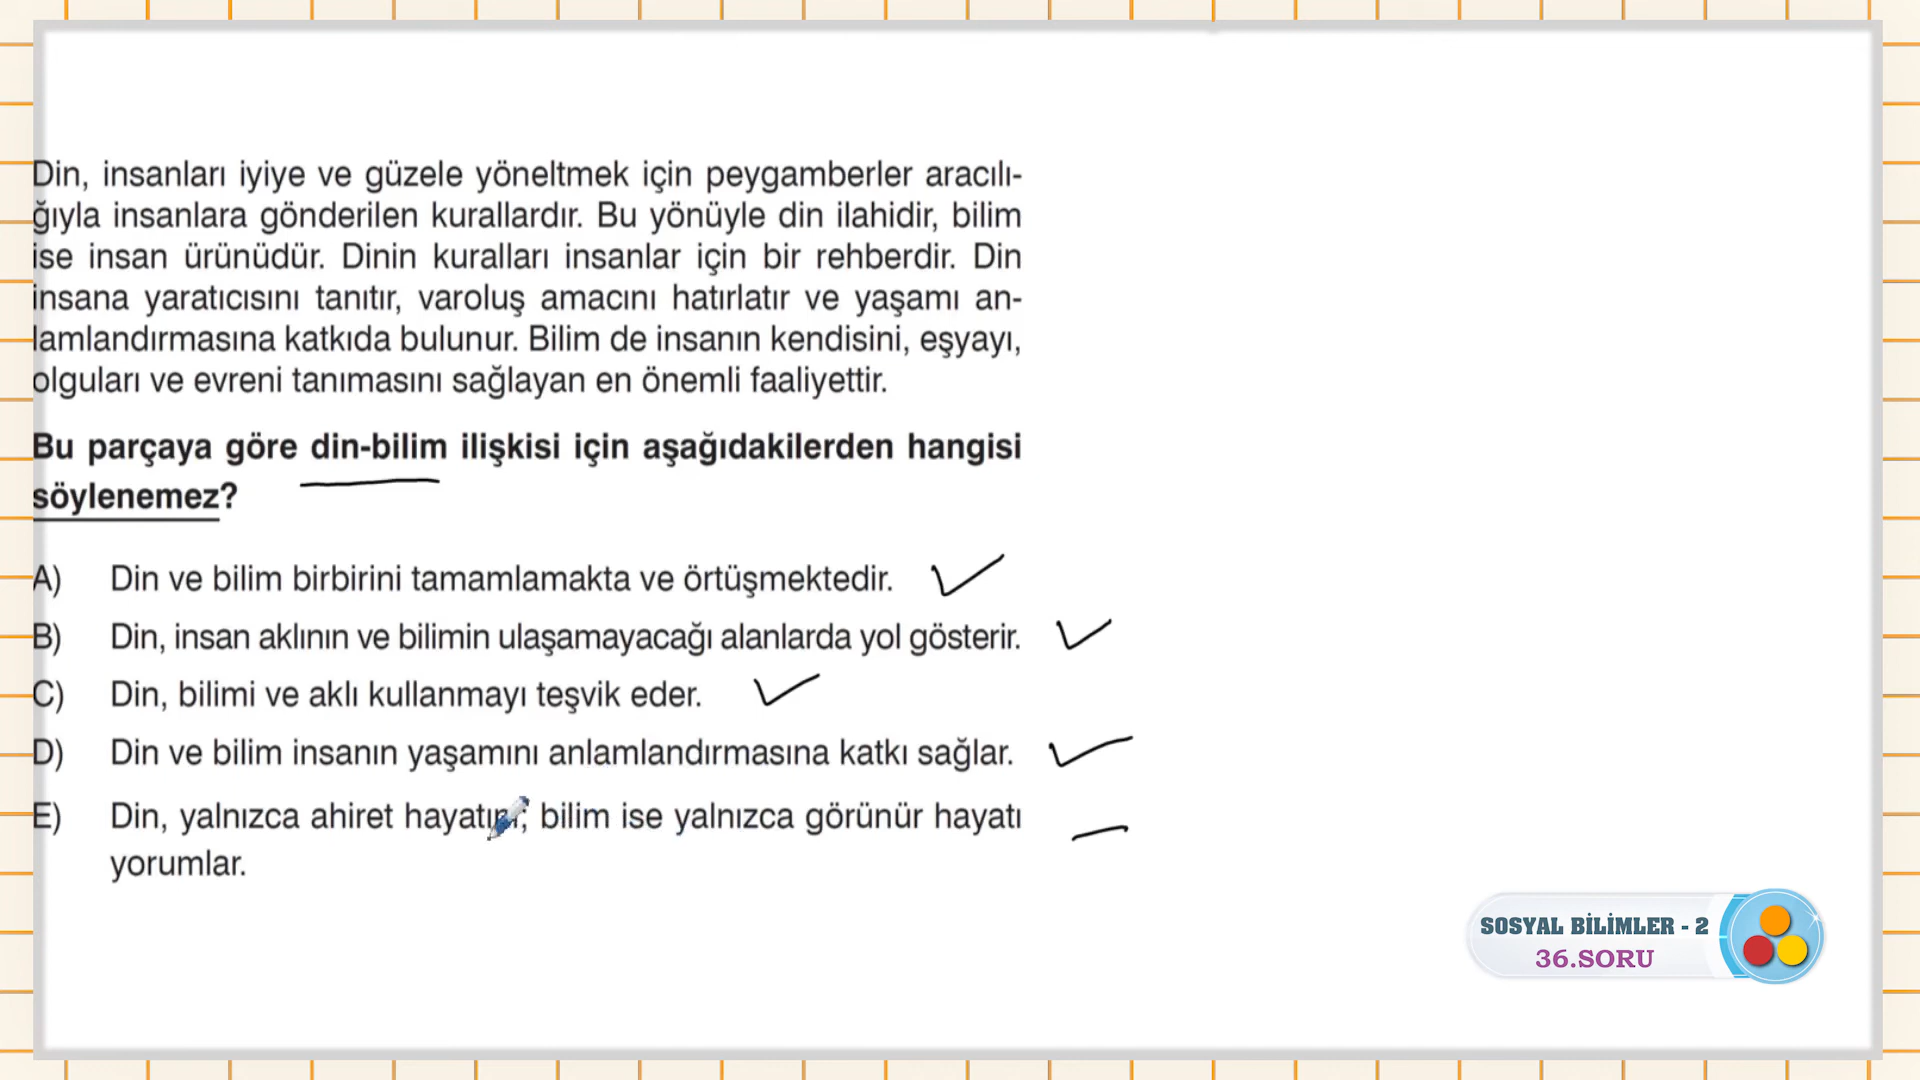 Din, insanları iyiye ve güzele yöneltmek için peygamberler aracılı-
ğıyla insanlara gönderilen kurallardır. Bu yönüyle din ilahidir, bilim
ise insan ürünüdür. Dinin kuralları insanlar için bir rehberdir. Din
insana yaratıcısını tanıtır, varoluş amacını hatırlatır ve yaşamı an-
lamlandırmasına katkıda bulunur. Bilim de insanın kendisini, eşyayı,
olguları ve evreni tanımasını sağlayan en önemli faaliyettir.
Bu parçaya göre din-bilim ilişkisi için aşağıdakilerden hangisi
söylenemez?
A) Din ve bilim birbirini tamamlamakta ve örtüşmektedir.
B) Din, insan aklının ve bilimin ulaşamayacağı alanlarda yol gösterir.
C) Din, bilimi ve aklı kullanmayı teşvik eder.
D) Din ve bilim insanın yaşamını anlamlandırmasına katkı sağlar.
E) Din, yalnızca ahiret hayatını; bilim ise yalnızca görünür hayatı
yorumlar.
SOSYAL BİLİMLER - 2
36.SORU